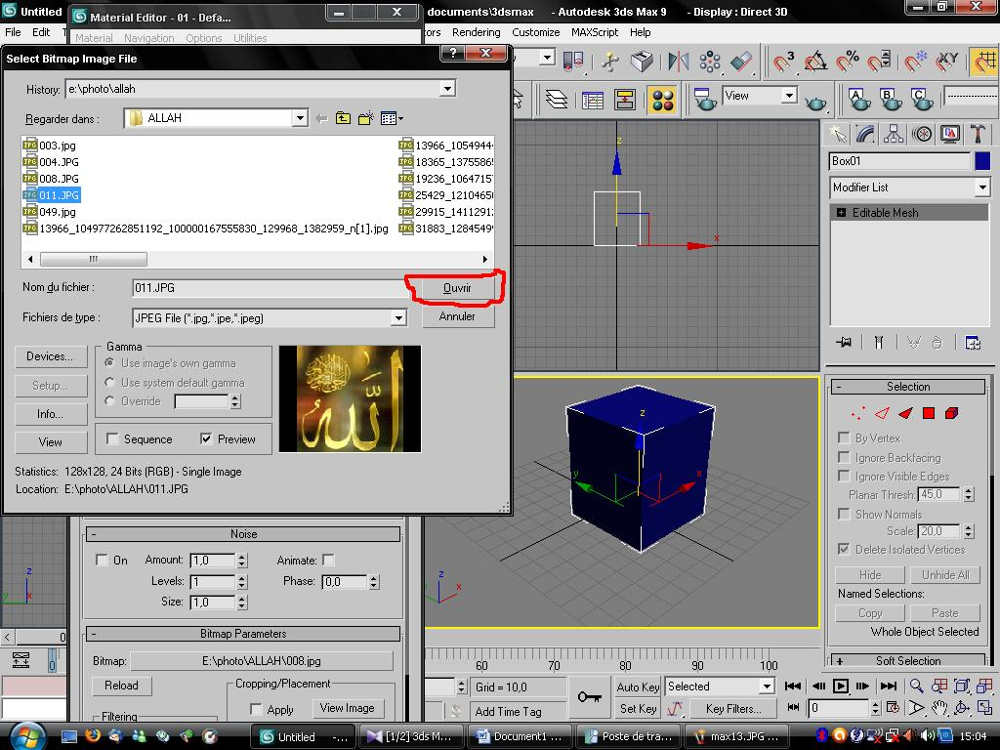 Untitled
Material Editor - 01 - Defa...
documents\3dsmax - Autodesk 3ds Max 9 - Display : Direct 3D
File Edit
Material Navigation Options Utilities
Rendering Customize MAXScript Help
Select Bitmap Image File
History: e:\photo\allah
Regarder dans : ALLAH
003.jpg
004.JPG
008.JPG
011.JPG
049.jpg
13966_104977262851192_100000167555830_129968_1382959_n[1].jpg
13966_1054944
18365_1375586
19236_1064715
25429_1210465
29915_1411291
31883_1284549
Nom du fichier : 011.JPG
Ouvrir
Fichiers de type : JPEG File (*.jpg,*.jpe,*.jpeg)
Annuler
Devices...
Setup...
Info...
View
Gamma
Use image's own gamma
Use system default gamma
Override
Sequence Preview
الله
Statistics: 128x128, 24 Bits (RGB) - Single Image
Location: E:\photo\ALLAH\011.JPG
Noise
On Amount: 1,0 Animate:
Levels: 1 Phase: 0,0
Size: 1,0
Bitmap Parameters
Bitmap: E:\photo\ALLAH\008.jpg
Reload
Cropping/Placement
Apply View Image
Filtering
3 % XY
View
A B C
z
x
z
y
x
z
x
z
y
x
Box01
Modifier List
Editable Mesh
Selection
By Vertex
Ignore Backfacing
Ignore Visible Edges
Planar Thresh: 45,0
Show Normals
Scale: 20,0
Delete Isolated Vertices
Hide Unhide All
Named Selections:
Copy Paste
Whole Object Selected
Soft Selection
0
0
60 70 80 90 100
Grid = 10,0
Add Time Tag
Auto Key Selected
Set Key Key Filters...
0
Untitled -...
[1/2] 3ds M...
Document1 ...
Poste de tra...
max13.JPG ...
15:04